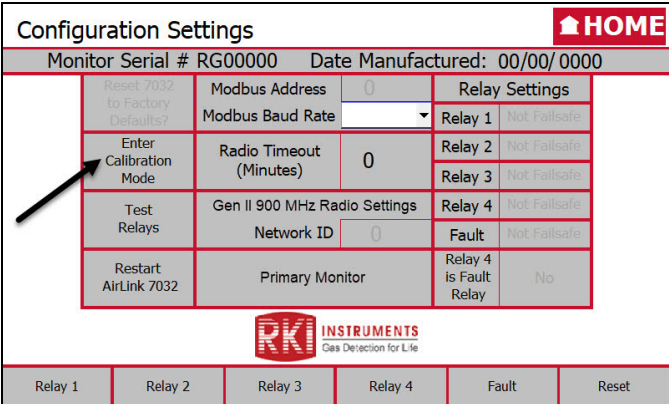 Configuration Settings
HOME
Monitor Serial # RG00000 Date Manufactured: 00/00/0000
Reset 7032
to Factory
Defaults?
Modbus Address 0
Modbus Baud Rate
Relay Settings
Relay 1 Not Failsafe
Enter
Calibration
Mode
Radio Timeout
(Minutes)
0
Relay 2 Not Failsafe
Relay 3 Not Failsafe
Test
Relays
Gen II 900 MHz Radio Settings
Network ID 0
Relay 4 Not Failsafe
Fault Not Failsafe
Restart
AirLink 7032
Primary Monitor
Relay 4
is Fault
Relay
No
RKI INSTRUMENTS
Gas Detection for Life
Relay 1 Relay 2 Relay 3 Relay 4 Fault Reset